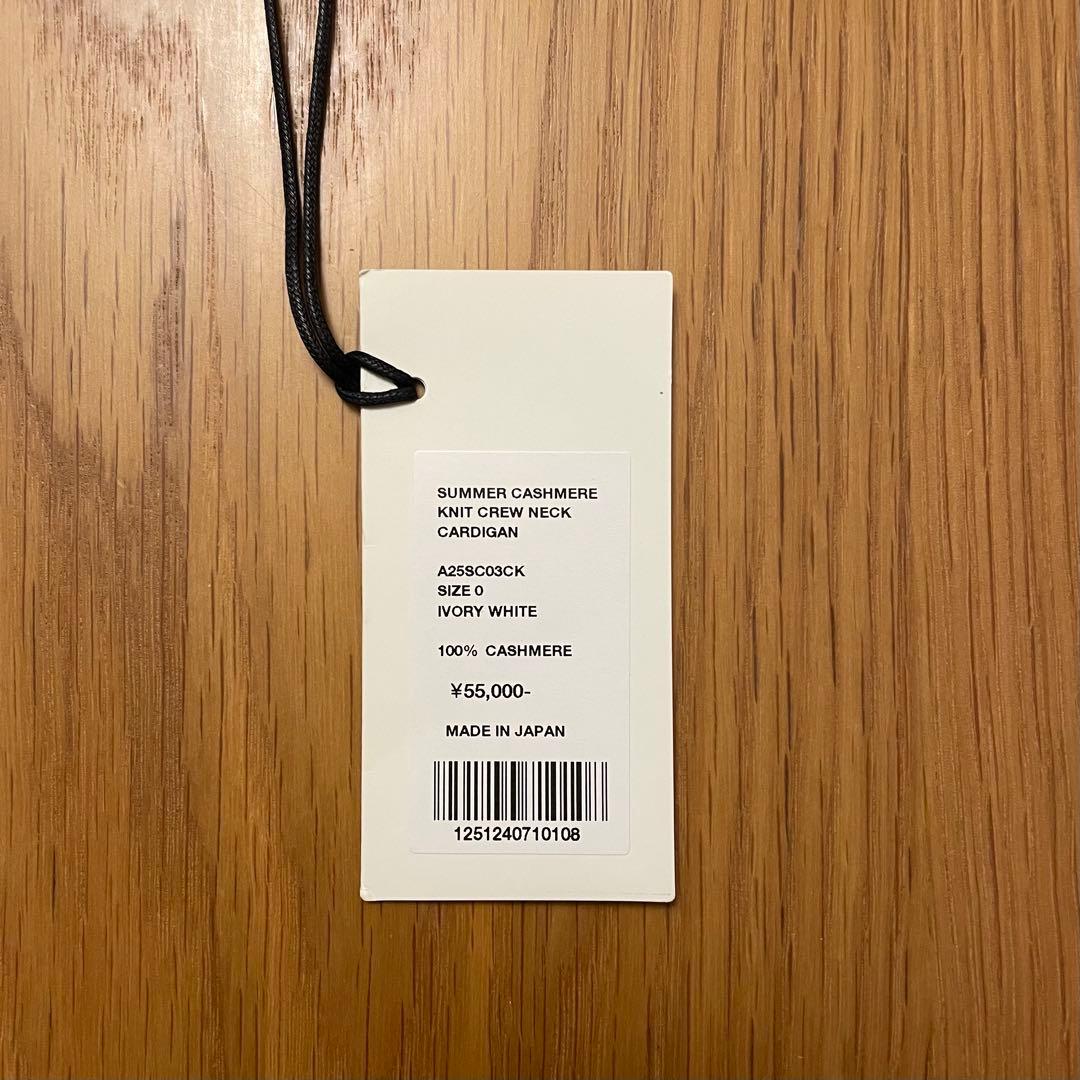 SUMMER CASHMERE
KNIT CREW NECK
CARDIGAN
A25SC03CK
SIZE 0
IVORY WHITE
100% CASHMERE
¥55,000-
MADE IN JAPAN
1251240710108